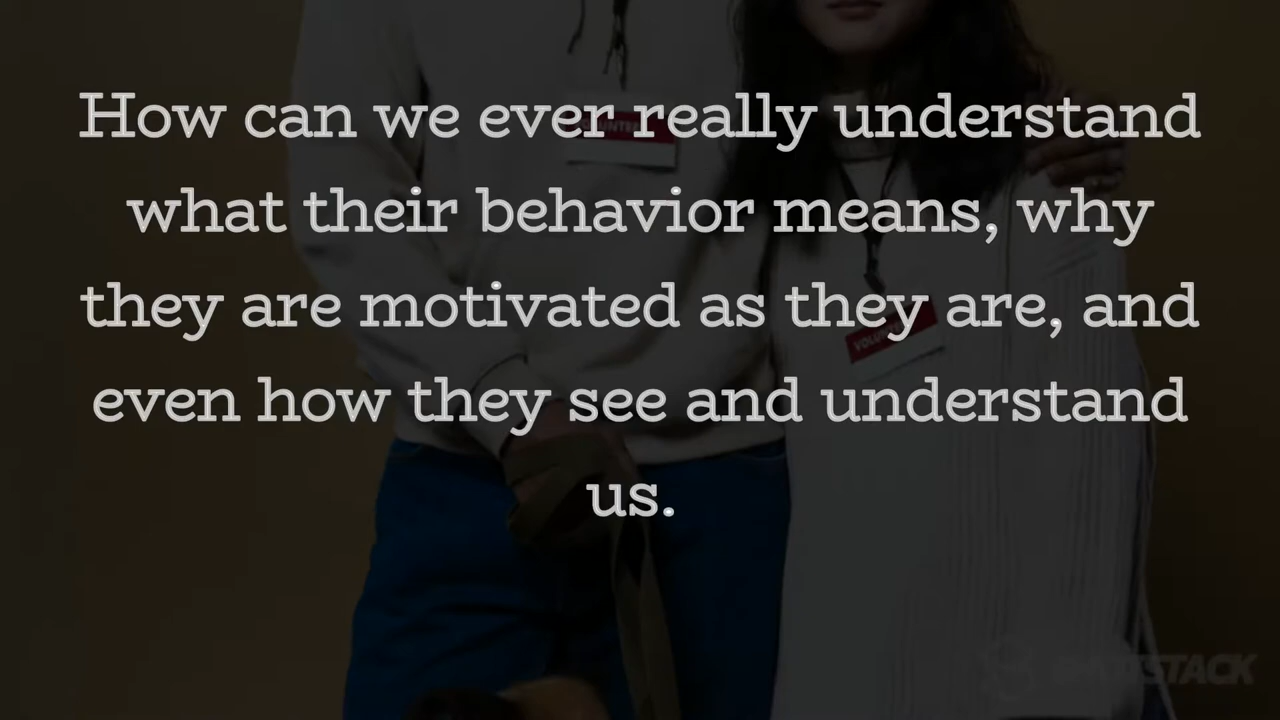 How can we ever really understand
what their behavior means, why
they are motivated as they are, and
even how they see and understand
us.